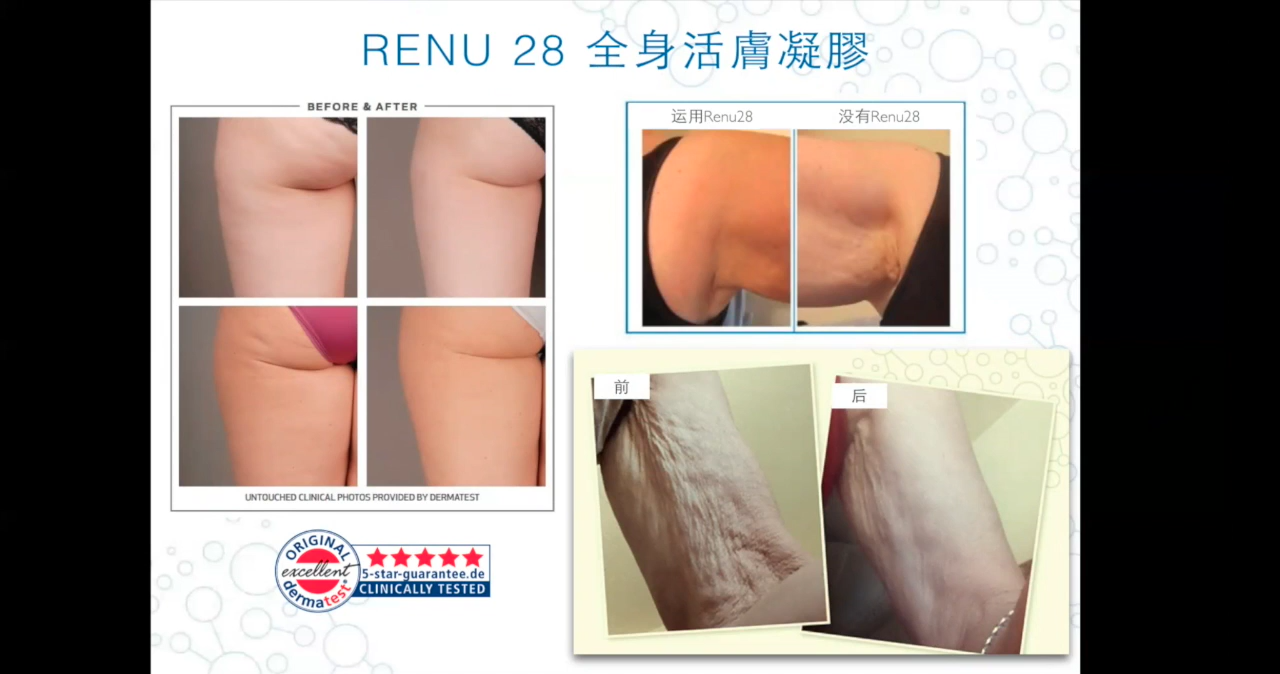 RENU 28 全身活膚凝膠
BEFORE & AFTER
UNTOUCHED CLINICAL PHOTOS PROVIDED BY DERMATEST
ORIGINAL
excellent
dermatest®
5-star-guarantee.de
CLINICALLY TESTED
运用Renu28
没有Renu28
前
后